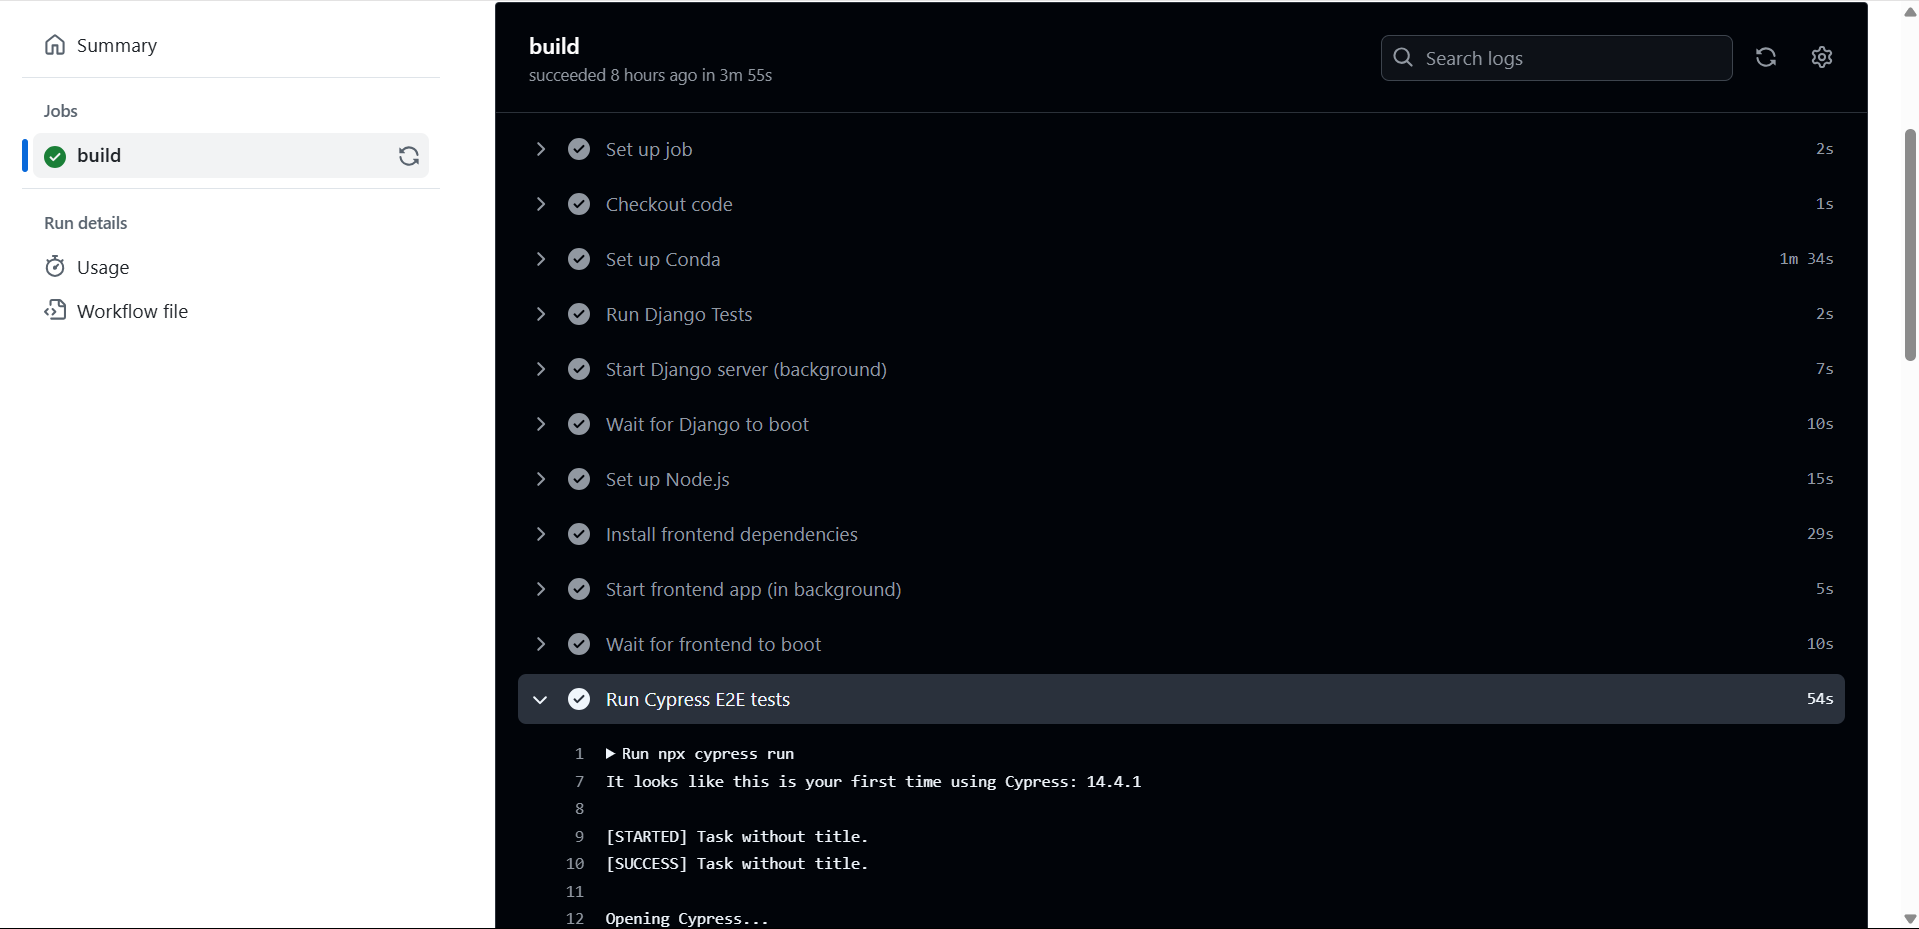 Summary
Jobs
build
Run details
Usage
Workflow file
build
succeeded 8 hours ago in 3m 55s
Search logs
Set up job 2s
Checkout code 1s
Set up Conda 1m 34s
Run Django Tests 2s
Start Django server (background) 7s
Wait for Django to boot 10s
Set up Node.js 15s
Install frontend dependencies 29s
Start frontend app (in background) 5s
Wait for frontend to boot 10s
Run Cypress E2E tests 54s
1 Run npx cypress run
7 It looks like this is your first time using Cypress: 14.4.1
8
9 [STARTED] Task without title.
10 [SUCCESS] Task without title.
11
12 Opening Cypress...